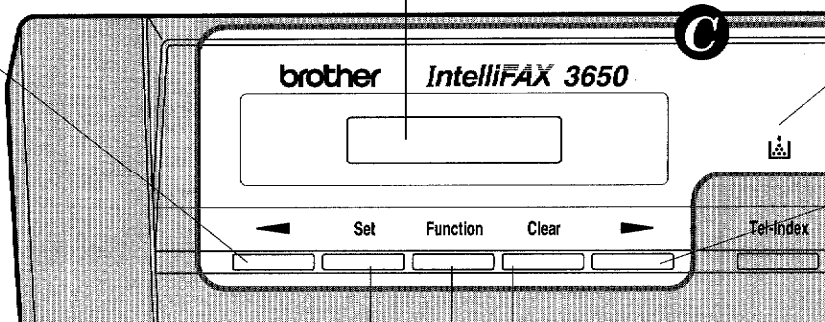 C
brother IntelliFAX 3650
Set Function Clear
Tel-Index